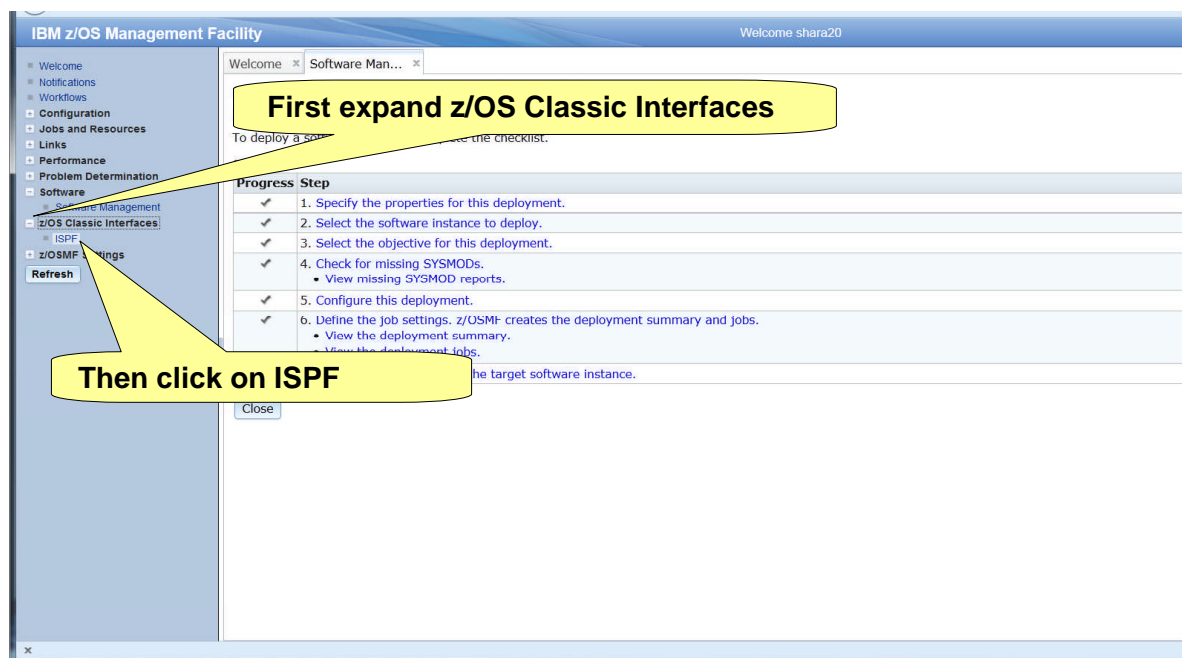 IBM z/OS Management Facility
Welcome shara20
Welcome
Notifications
Workflows
Configuration
Jobs and Resources
Links
Performance
Problem Determination
Software
Software Management
z/OS Classic Interfaces
ISPF
z/OSMF Settings
Refresh
Welcome × Software Man... ×
First expand z/OS Classic Interfaces
To deploy a the checklist.
Progress Step
1. Specify the properties for this deployment.
2. Select the software instance to deploy.
3. Select the objective for this deployment.
4. Check for missing SYSMODs.
• View missing SYSMOD reports.
5. Configure this deployment.
6. Define the job settings. z/OSMF creates the deployment summary and jobs.
• View the deployment summary.
• View the deployment jobs.
the target software instance.
Then click on ISPF
Close